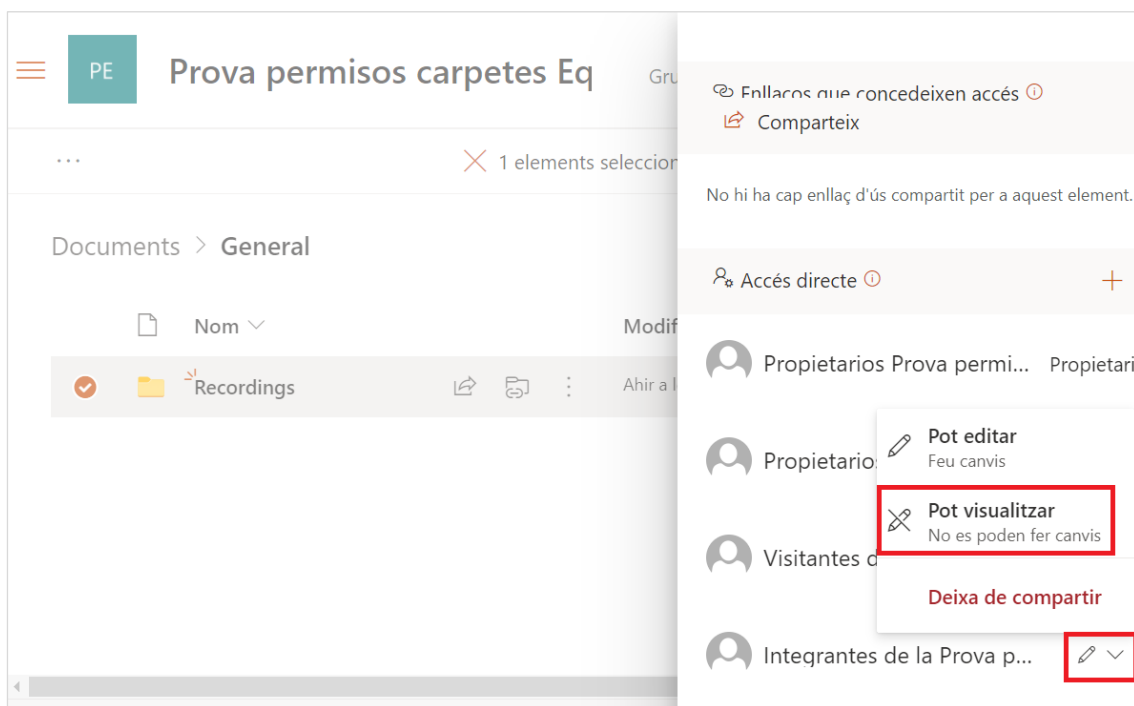 PE
Prova permisos carpetes Eq
Gru
1 elements seleccion
Documents > General
Nom
Modif
Recordings
Ahir a l
Enllaços que concedeixen accés
Comparteix
No hi ha cap enllaç d'ús compartit per a aquest element.
Accés directe
Propietarios Prova permi... Propietari
Propietarios
Visitantes d
Integrantes de la Prova p...
Pot editar
Feu canvis
Pot visualitzar
No es poden fer canvis
Deixa de compartir